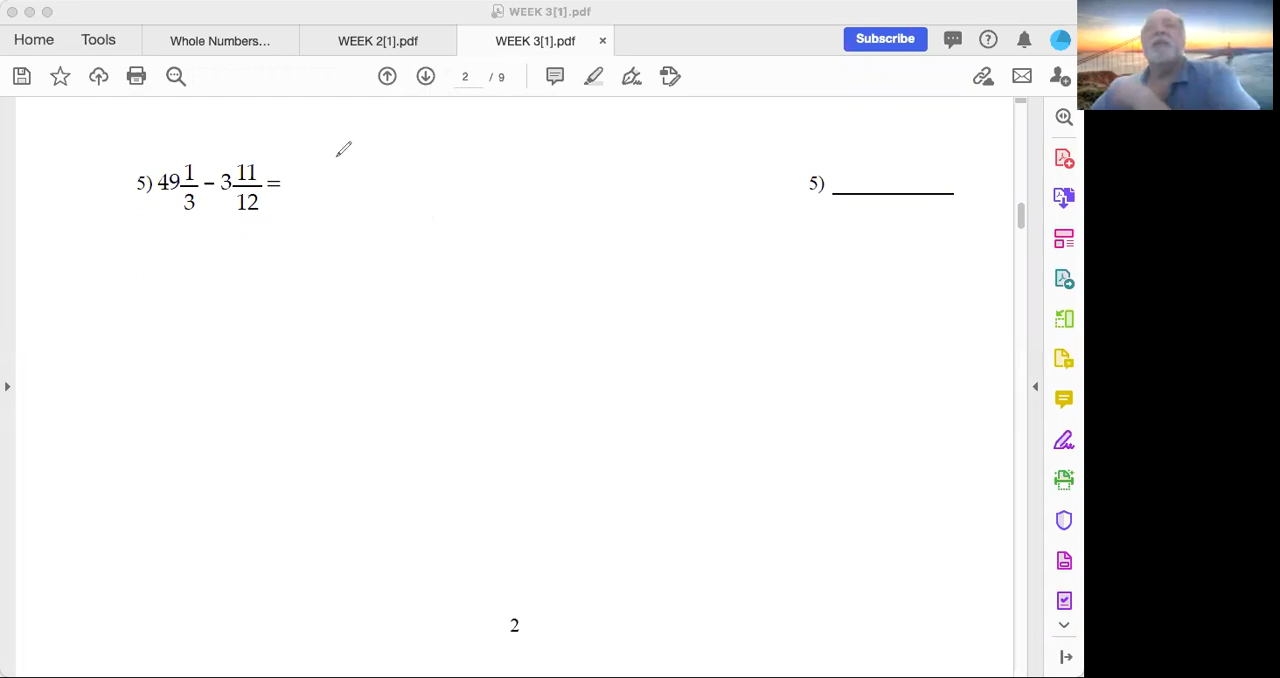 WEEK 3[1].pdf
Home Tools Whole Numbers... WEEK 2[1].pdf WEEK 3[1].pdf × Subscribe
2 / 9
5) 49 1/3 – 3 11/12 = 5) __________
2